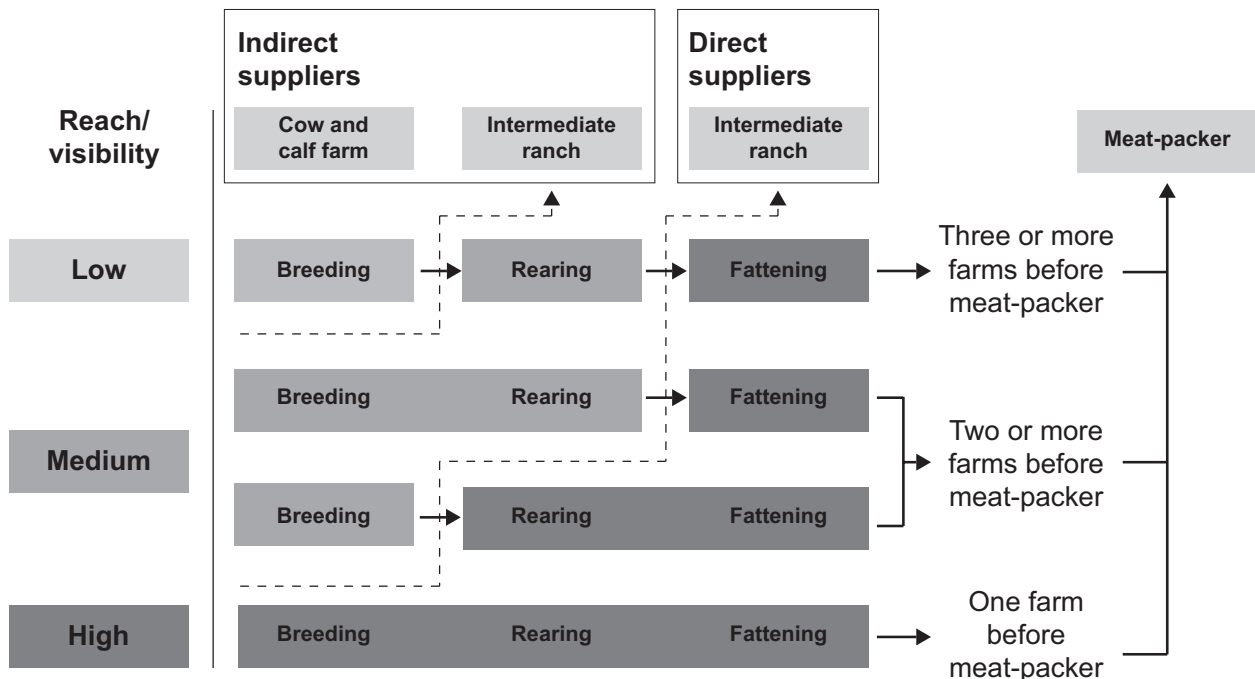 Indirect
suppliers
Direct
suppliers
Reach/
visibility
Cow and
calf farm
Intermediate
ranch
Intermediate
ranch
Meat-packer
Low
Breeding
Rearing
Fattening
Three or more
farms before
meat-packer
Medium
Breeding
Rearing
Fattening
Breeding
Rearing
Fattening
Two or more
farms before
meat-packer
High
Breeding
Rearing
Fattening
One farm
before
meat-packer